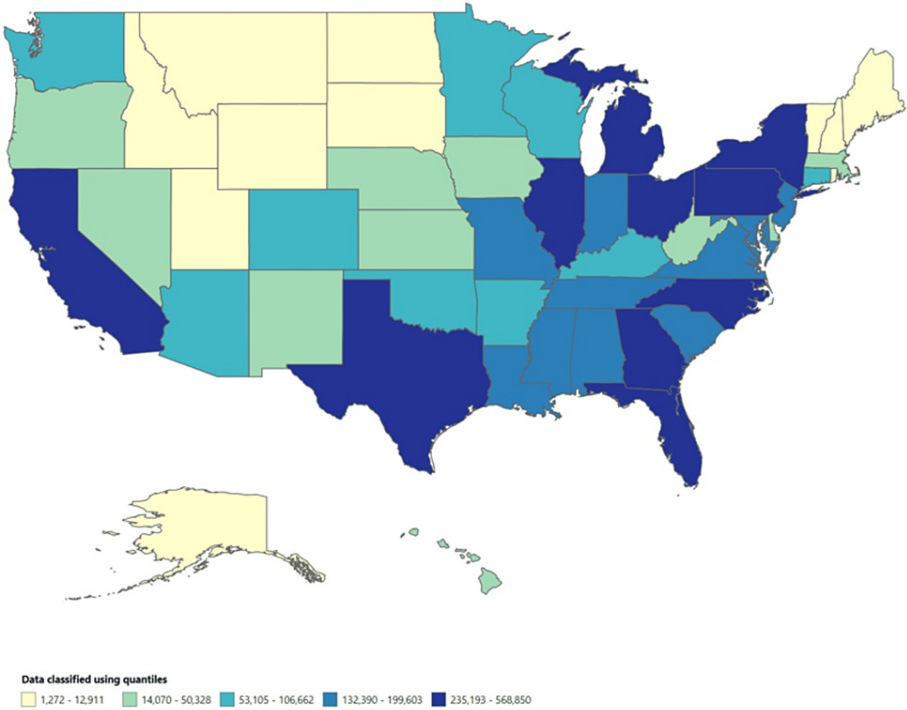 Data classified using quantiles
1,272 - 12,911 14,070 - 50,328 53,105 - 106,662 132,390 - 199,603 235,193 - 568,850